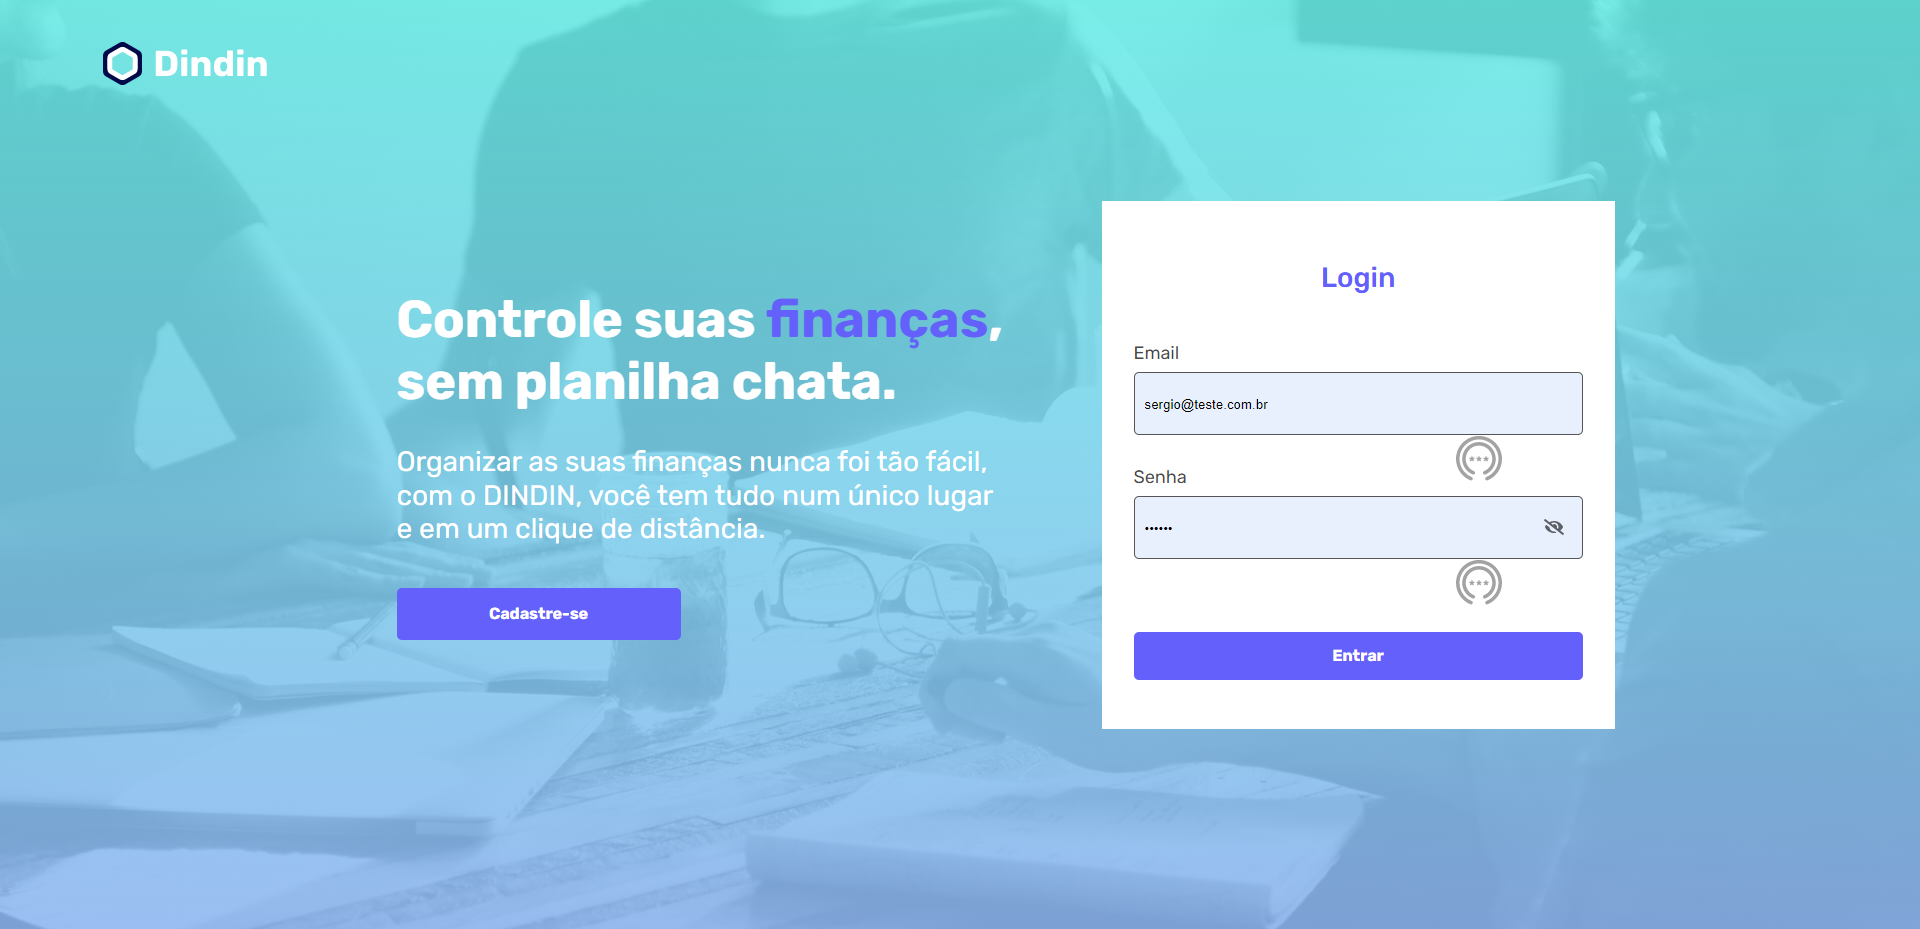 Dindin
Controle suas finanças,
sem planilha chata.
Organizar as suas finanças nunca foi tão fácil,
com o DINDIN, você tem tudo num único lugar
e em um clique de distância.
Cadastre-se
Login
Email
sergio@teste.com.br
Senha
••••••
Entrar